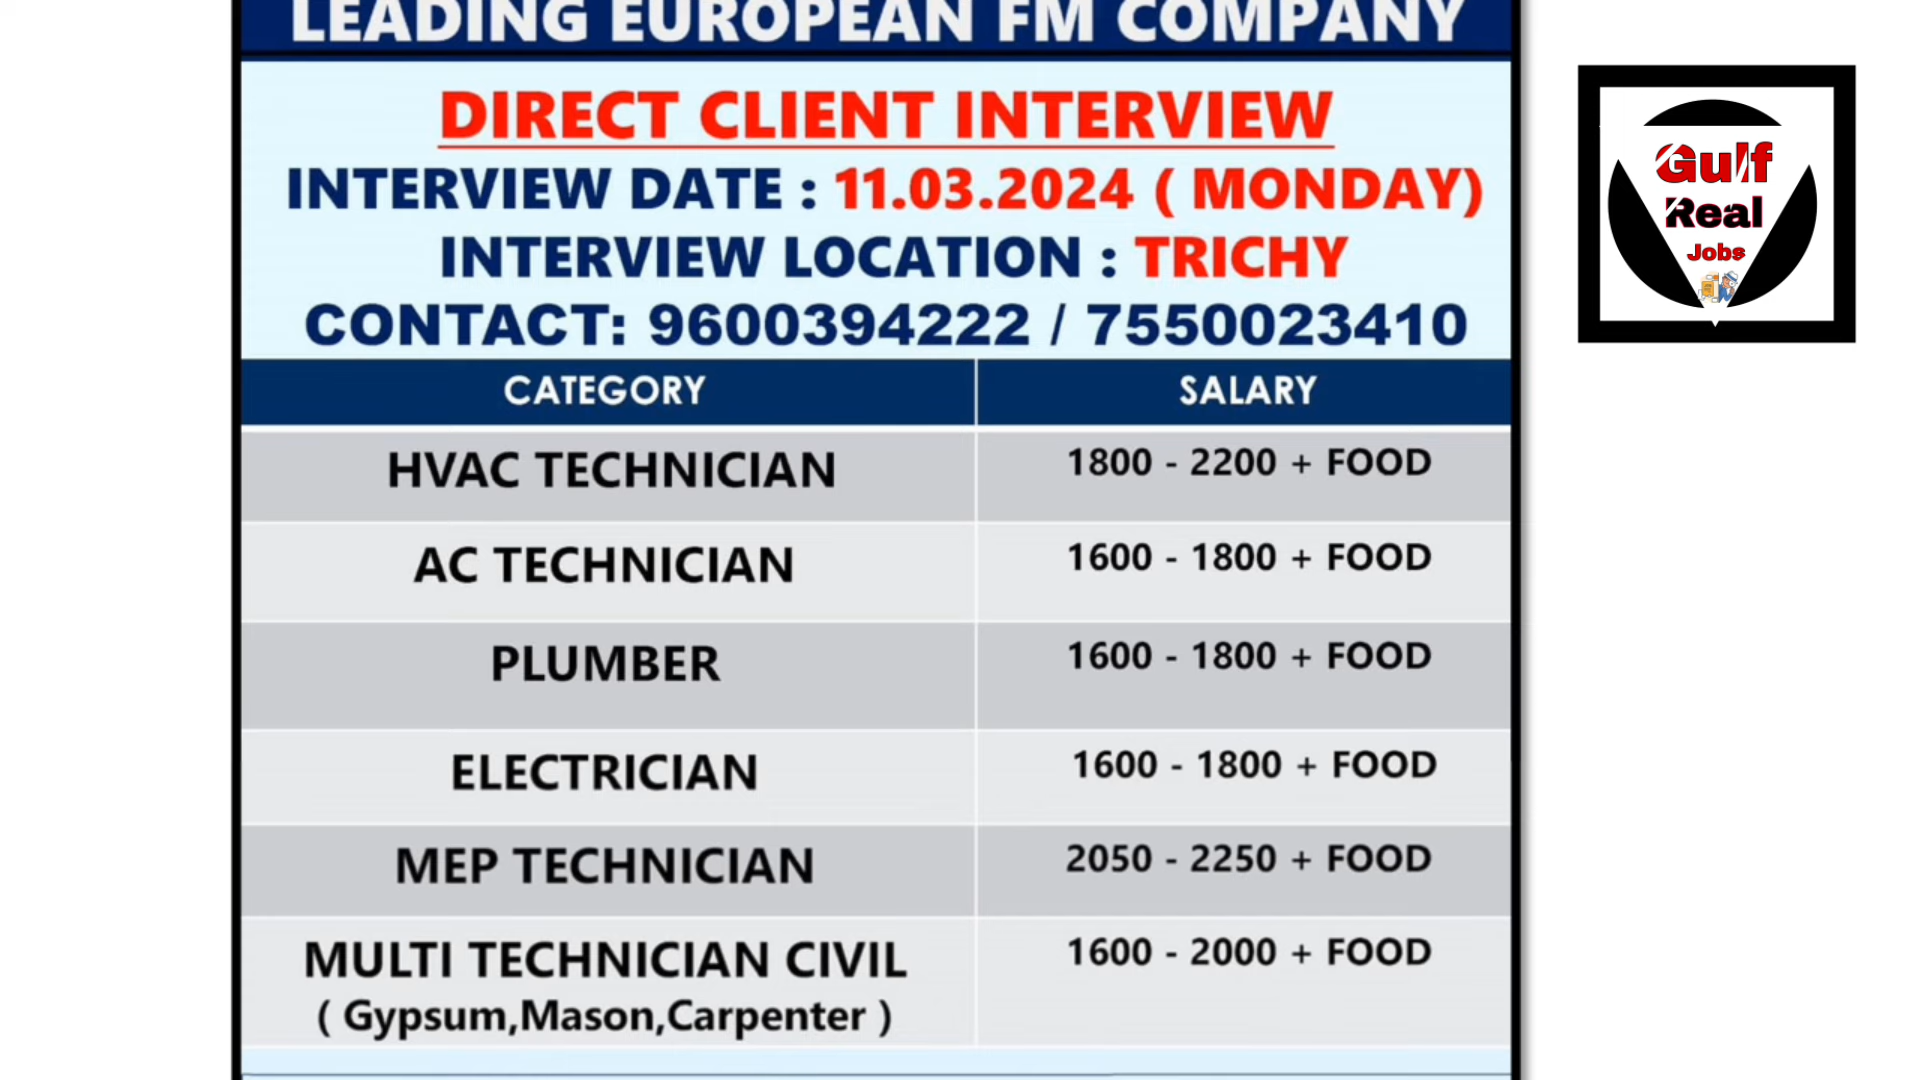 LEADING EUROPEAN FM COMPANY
DIRECT CLIENT INTERVIEW
INTERVIEW DATE : 11.03.2024 ( MONDAY)
INTERVIEW LOCATION : TRICHY
CONTACT: 9600394222 / 7550023410
CATEGORY SALARY
HVAC TECHNICIAN 1800 - 2200 + FOOD
AC TECHNICIAN 1600 - 1800 + FOOD
PLUMBER 1600 - 1800 + FOOD
ELECTRICIAN 1600 - 1800 + FOOD
MEP TECHNICIAN 2050 - 2250 + FOOD
MULTI TECHNICIAN CIVIL 1600 - 2000 + FOOD
( Gypsum,Mason,Carpenter )
Gulf
Real
Jobs